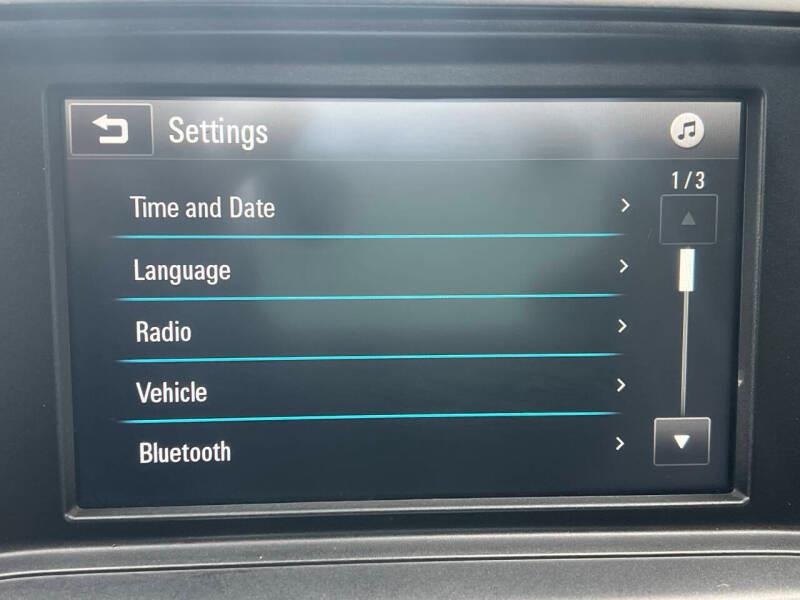 Settings
1/3
Time and Date
Language
Radio
Vehicle
Bluetooth